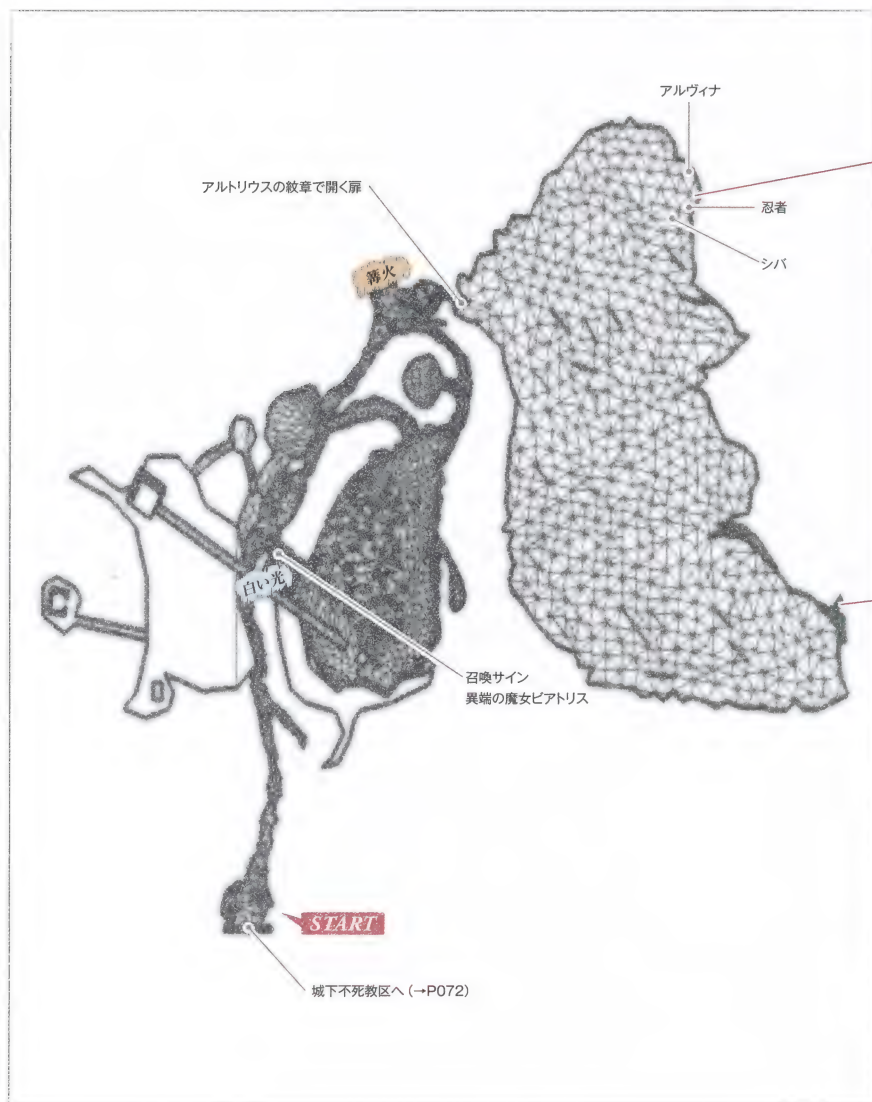 アルヴィナ
アルトリウスの紋章で開く扉
忍者
シバ
篝火
白い光
召喚サイン
異端の魔女ビアトリス
START
城下不死教区へ (→P072)